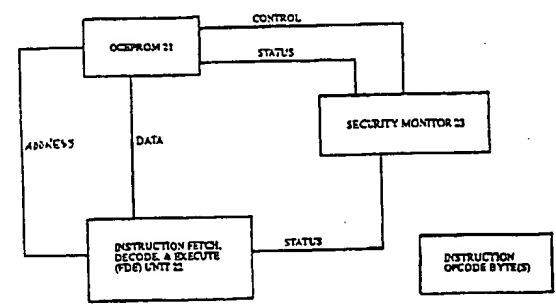 CONTROL
OCEPROM 21
STATUS
SECURITY MONITOR 23
ADDRESS
DATA
INSTRUCTION FETCH,
DECODE, & EXECUTE
(FDE) UNIT 22
STATUS
INSTRUCTION
OPCODE BYTE(S)